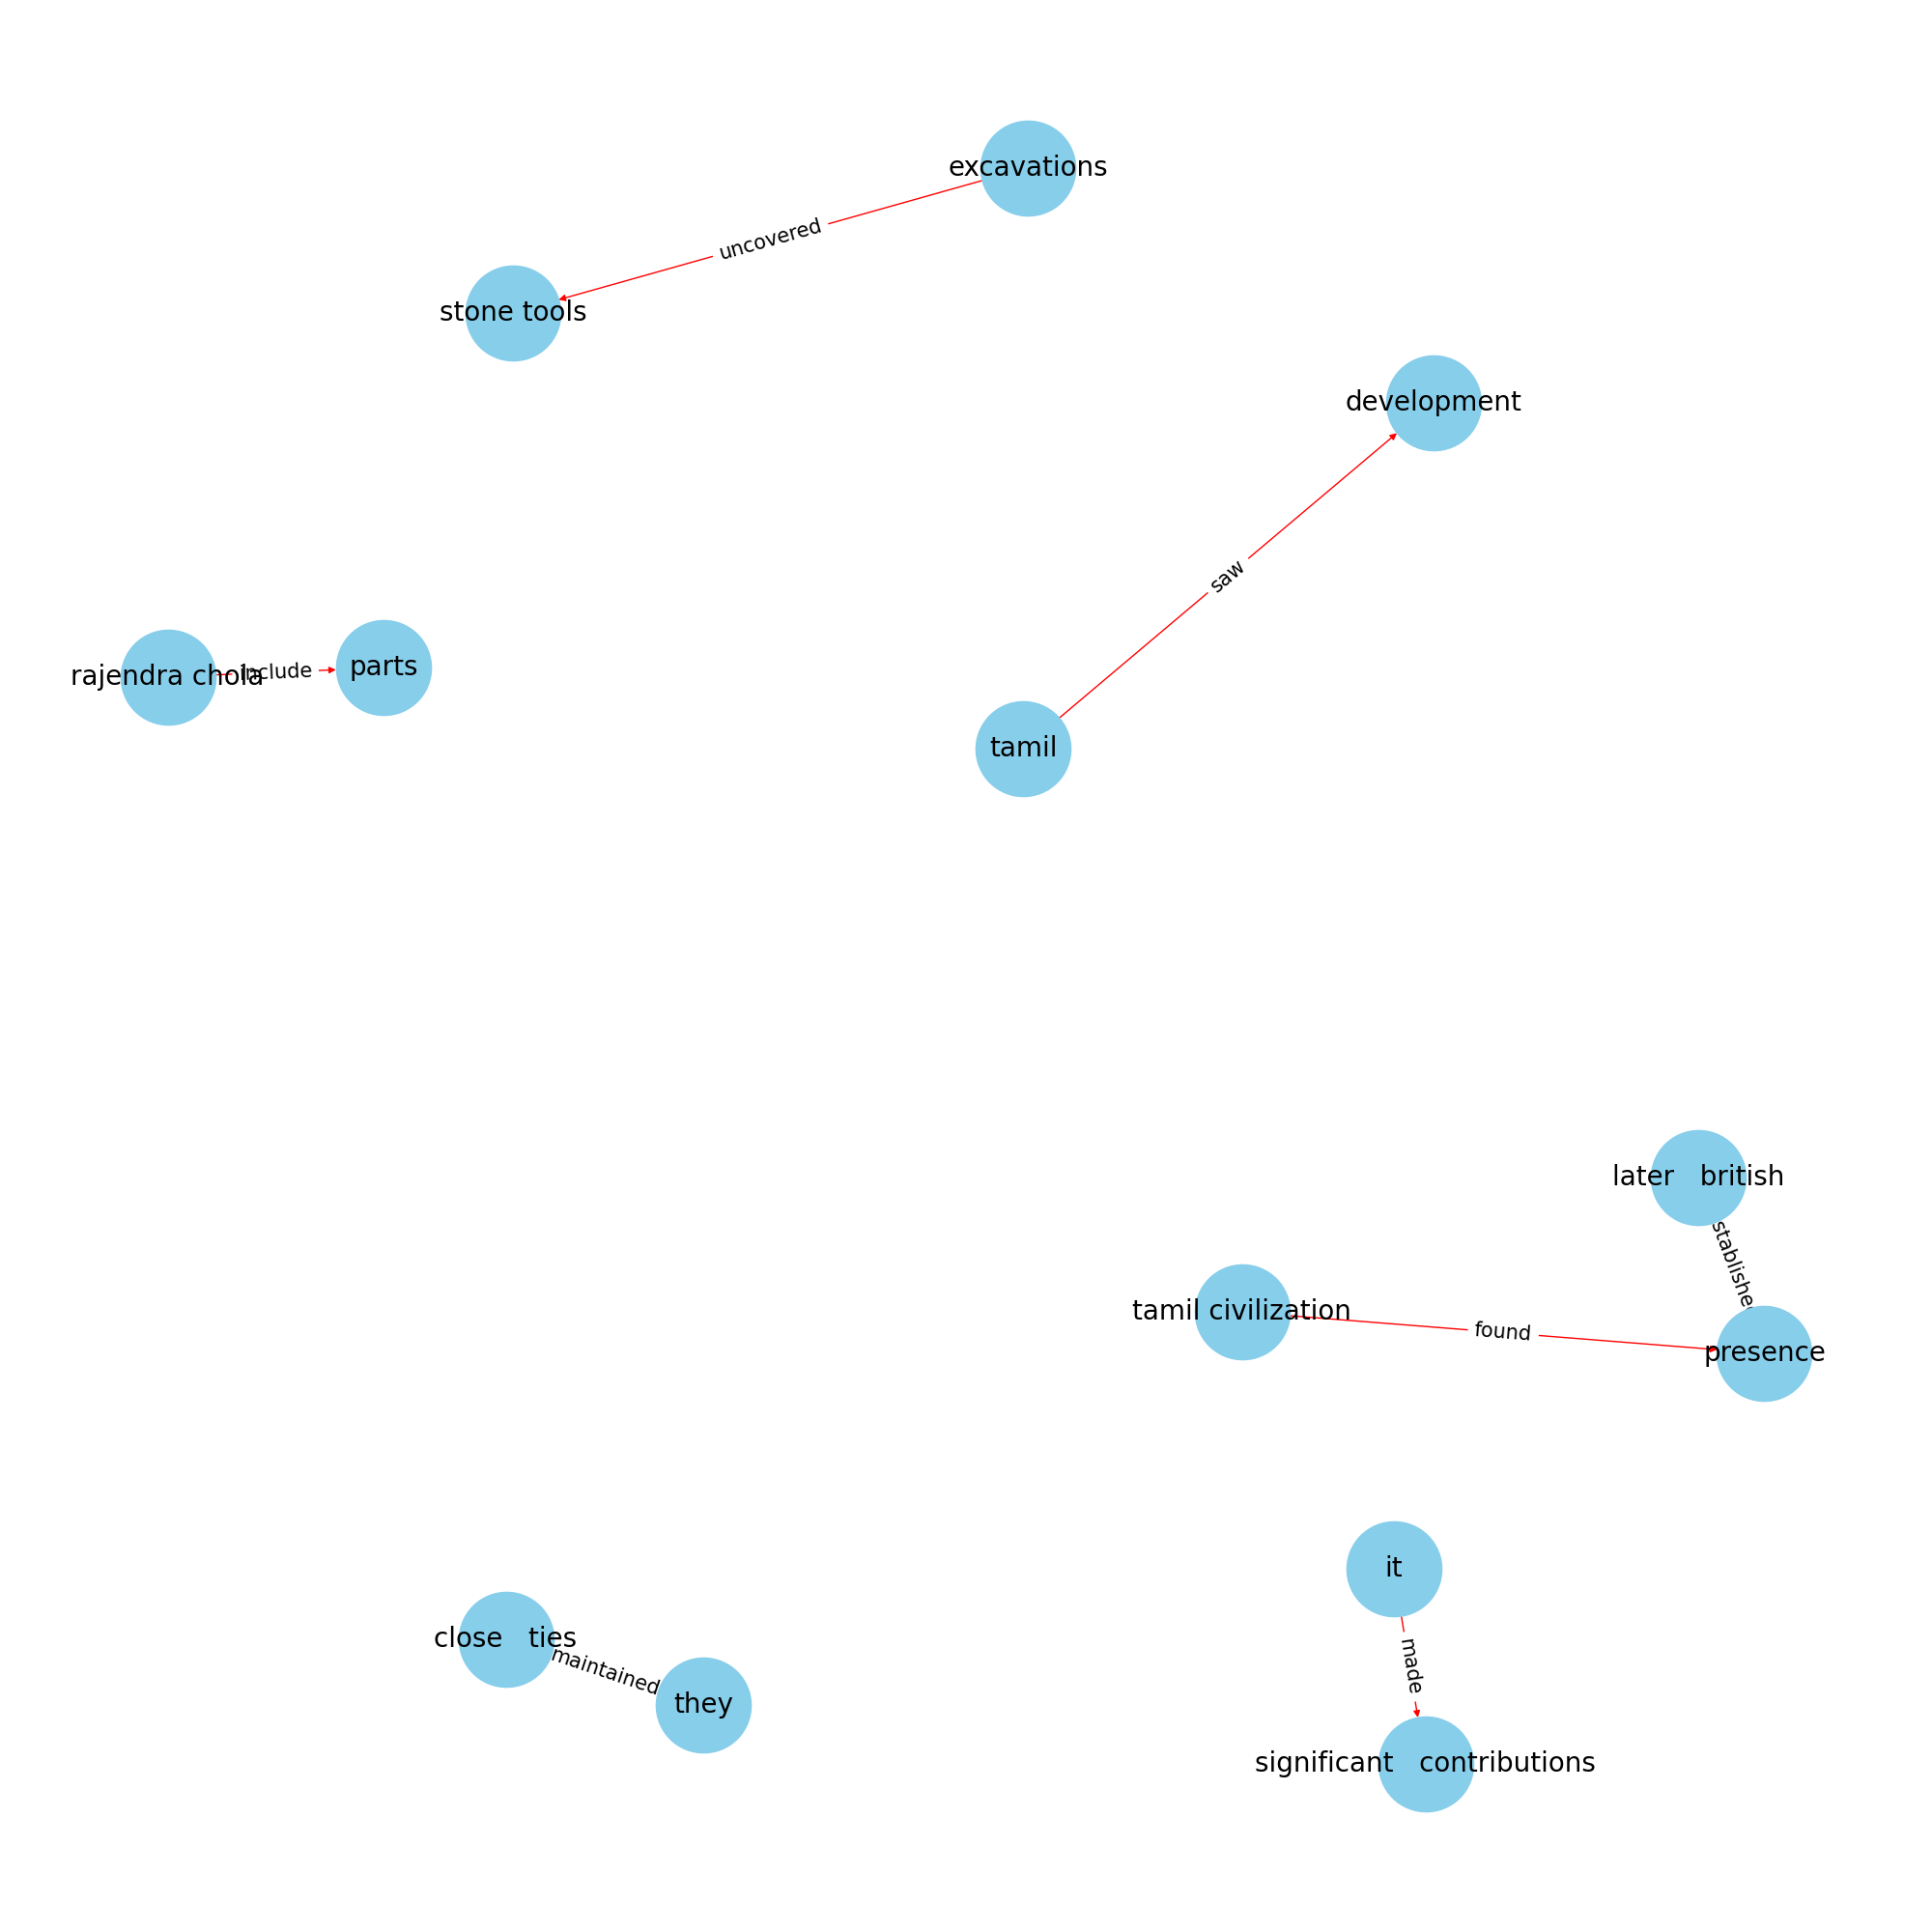 excavations
uncovered
stone tools
development
saw
rajendra chola
include
parts
tamil
later british
stablishe
tamil civilization
found
presence
it
close ties
maintained
they
made
significant contributions